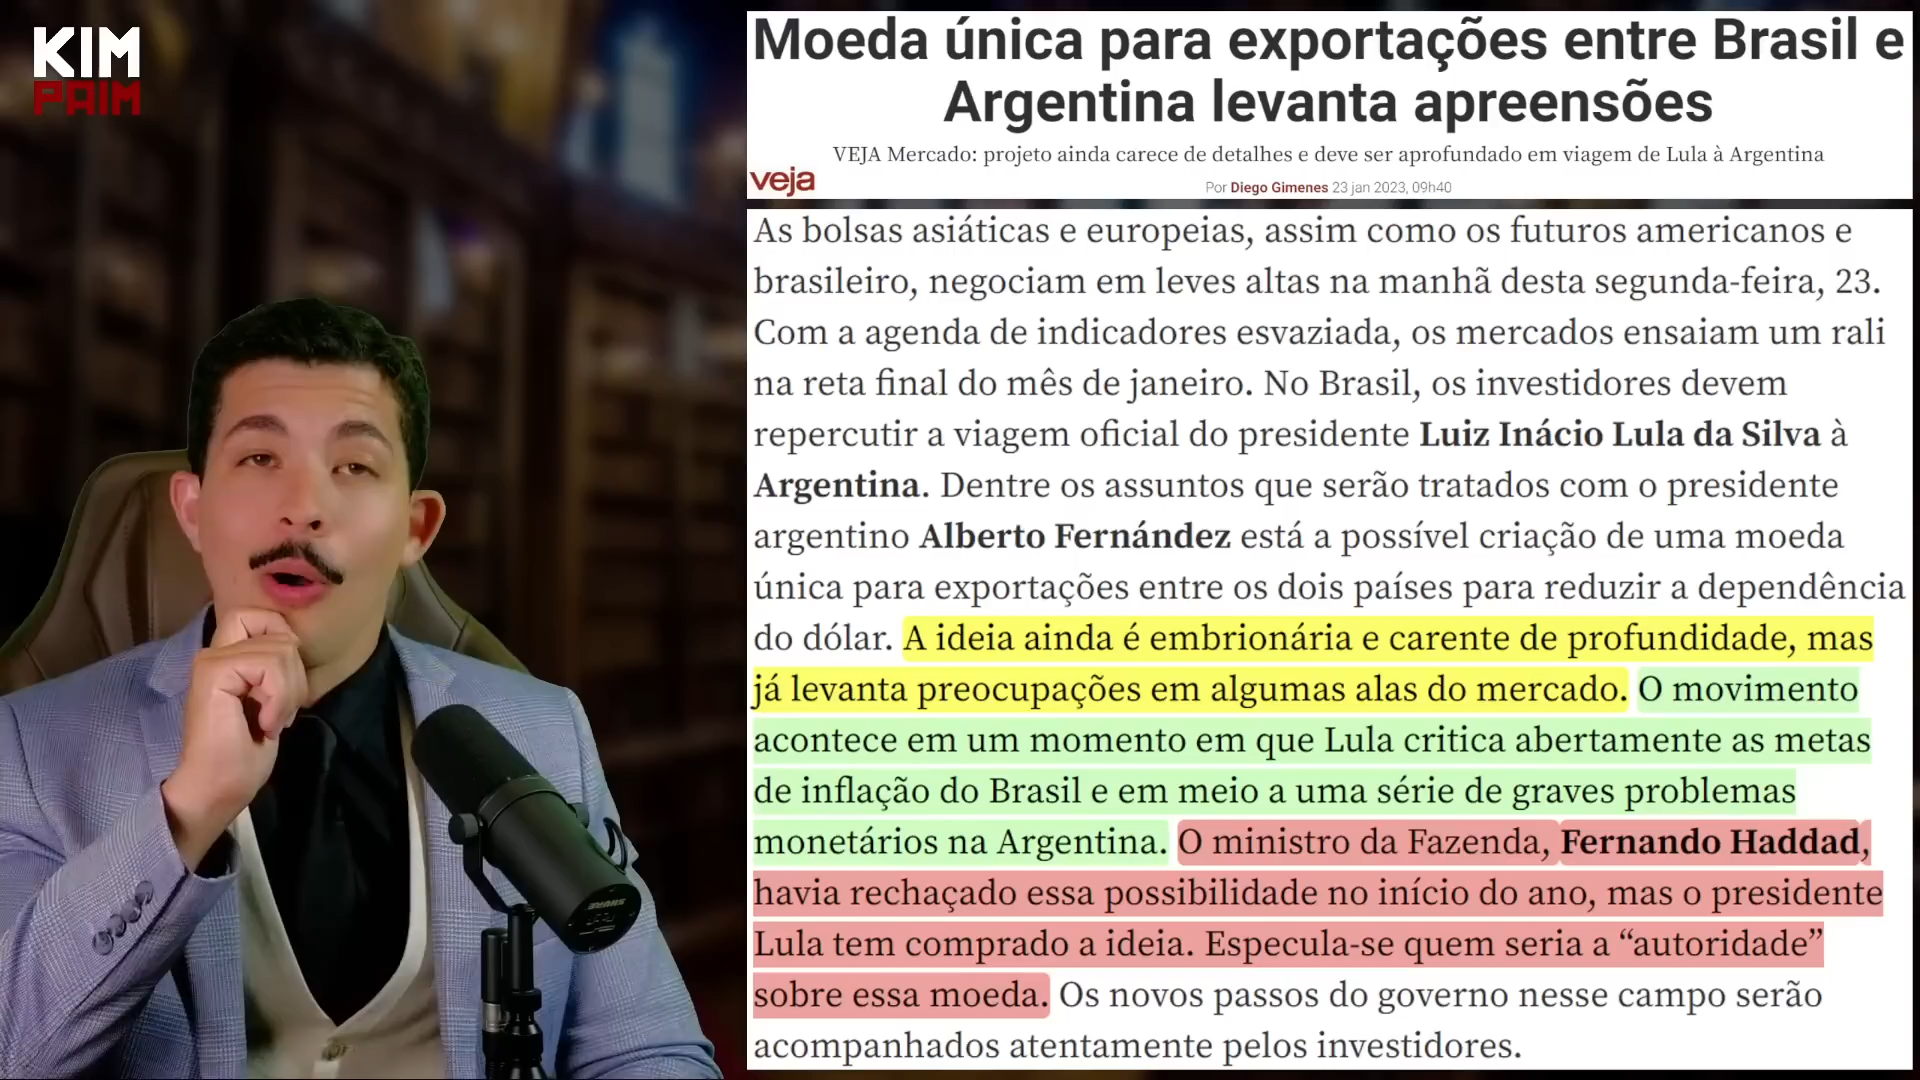 KIM
PAIM
Moeda única para exportações entre Brasil e
Argentina levanta apreensões
VEJA Mercado: projeto ainda carece de detalhes e deve ser aprofundado em viagem de Lula à Argentina
veja
Por Diego Gimenes 23 jan 2023, 09h40
As bolsas asiáticas e europeias, assim como os futuros americanos e
brasileiro, negociam em leves altas na manhã desta segunda-feira, 23.
Com a agenda de indicadores esvaziada, os mercados ensaiam um rali
na reta final do mês de janeiro. No Brasil, os investidores devem
repercutir a viagem oficial do presidente Luiz Inácio Lula da Silva à
Argentina. Dentre os assuntos que serão tratados com o presidente
argentino Alberto Fernández está a possível criação de uma moeda
única para exportações entre os dois países para reduzir a dependência
do dólar. A ideia ainda é embrionária e carente de profundidade, mas
já levanta preocupações em algumas alas do mercado. O movimento
acontece em um momento em que Lula critica abertamente as metas
de inflação do Brasil e em meio a uma série de graves problemas
monetários na Argentina. O ministro da Fazenda, Fernando Haddad,
havia rechaçado essa possibilidade no início do ano, mas o presidente
Lula tem comprado a ideia. Especula-se quem seria a “autoridade”
sobre essa moeda. Os novos passos do governo nesse campo serão
acompanhados atentamente pelos investidores.
SHURE